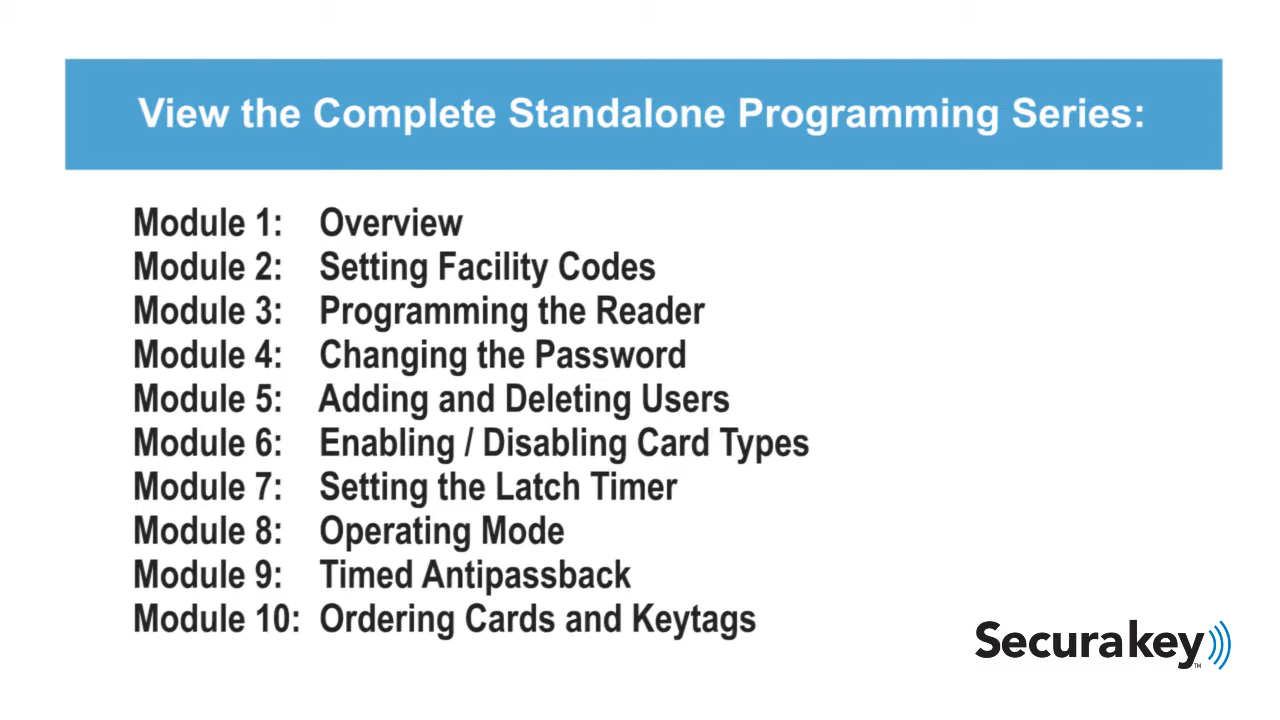 View the Complete Standalone Programming Series:
Module 1: Overview
Module 2: Setting Facility Codes
Module 3: Programming the Reader
Module 4: Changing the Password
Module 5: Adding and Deleting Users
Module 6: Enabling / Disabling Card Types
Module 7: Setting the Latch Timer
Module 8: Operating Mode
Module 9: Timed Antipassback
Module 10: Ordering Cards and Keytags
Securakey™